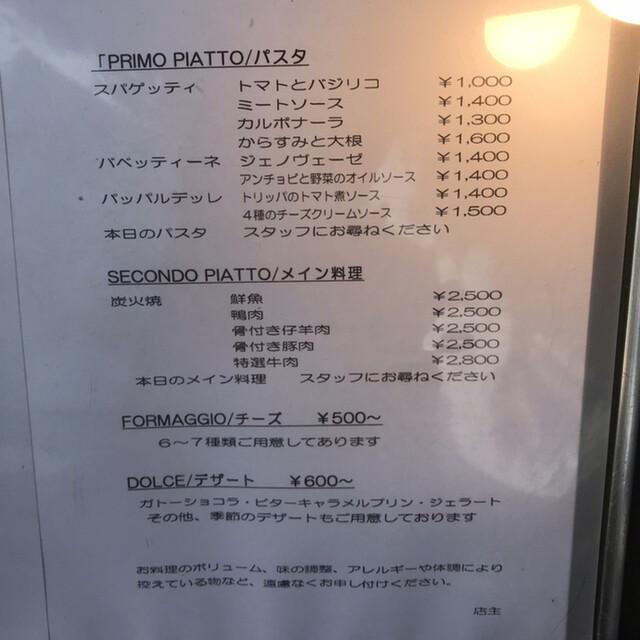 「PRIMO PIATTO/パスタ
スパゲッティ トマトとバジリコ ¥1,000
ミートソース ¥1,400
カルボナーラ ¥1,300
からすみと大根 ¥1,600
バベッティーネ ジェノヴェーゼ ¥1,400
アンチョビと野菜のオイルソース ¥1,400
パッパルデッレ トリッパのトマト煮ソース ¥1,400
4種のチーズクリームソース ¥1,500
本日のパスタ スタッフにお尋ねください
SECONDO PIATTO/メイン料理
炭火焼 鮮魚 ¥2,500
鴨肉 ¥2,500
骨付き仔羊肉 ¥2,500
骨付き豚肉 ¥2,500
特選牛肉 ¥2,800
本日のメイン料理 スタッフにお尋ねください
FORMAGGIO/チーズ ¥500~
6~7種類ご用意してあります
DOLCE/デザート ¥600~
ガトーショコラ・ビターキャラメルプリン・ジェラート
その他、季節のデザートもご用意しております
お料理のボリューム、味の調整、アレルギーや体調により
控えている物など、遠慮なくお申し付けください。
店主